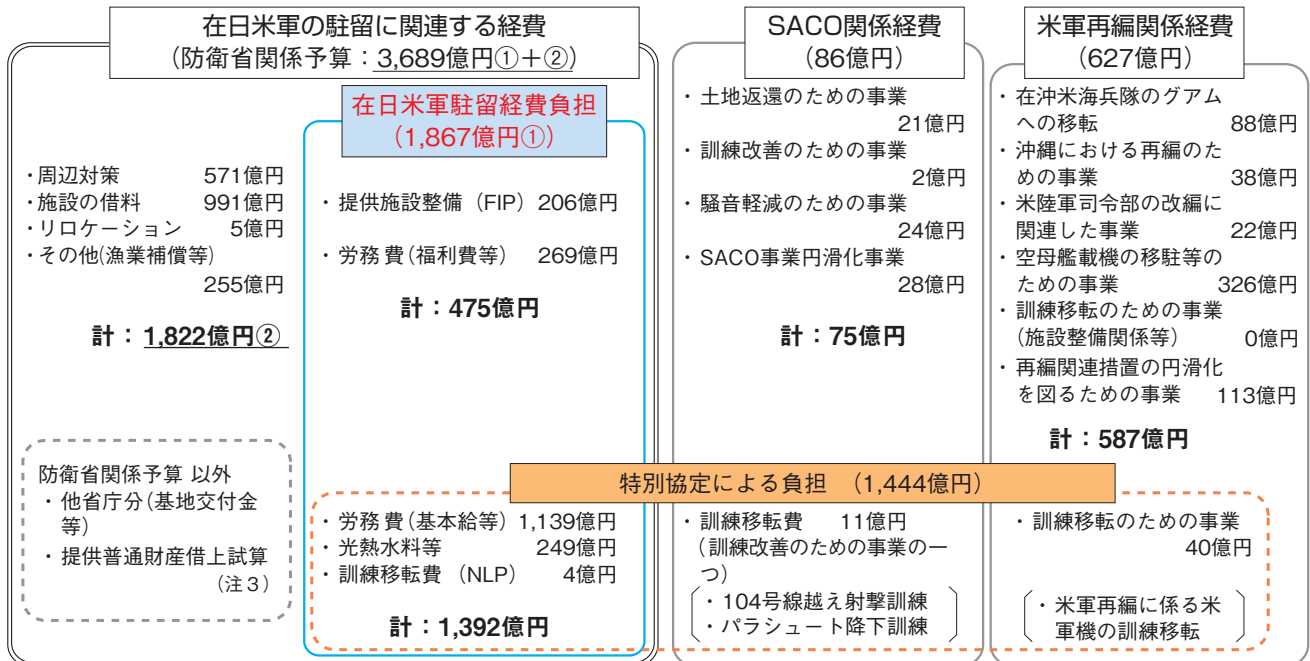 在日米軍の駐留に関連する経費
(防衛省関係予算：3,689億円①＋②)
在日米軍駐留経費負担
(1,867億円①)
・周辺対策 571億円
・施設の借料 991億円
・リロケーション 5億円
・その他(漁業補償等)
255億円
計：1,822億円②
・提供施設整備（FIP）206億円
・労務費(福利費等) 269億円
計：475億円
防衛省関係予算 以外
・他省庁分(基地交付金
等)
・提供普通財産借上試算
(注３)
SACO関係経費
(86億円)
・土地返還のための事業
21億円
・訓練改善のための事業
2億円
・騒音軽減のための事業
24億円
・SACO事業円滑化事業
28億円
計：75億円
米軍再編関係経費
(627億円)
・在沖米海兵隊のグアム
への移転 88億円
・沖縄における再編のた
めの事業 38億円
・米陸軍司令部の改編に
関連した事業 22億円
・空母艦載機の移駐等の
ための事業 326億円
・訓練移転のための事業
(施設整備関係等) 0億円
・再編関連措置の円滑化
を図るための事業 113億円
計：587億円
特別協定による負担 （1,444億円）
・労務費(基本給等) 1,139億円
・光熱水料等 249億円
・訓練移転費（NLP） 4億円
計：1,392億円
・訓練移転費 11億円
(訓練改善のための事業の一
つ)
・104号線越え射撃訓練
・パラシュート降下訓練
・訓練移転のための事業
40億円
・米軍再編に係る米
軍機の訓練移転